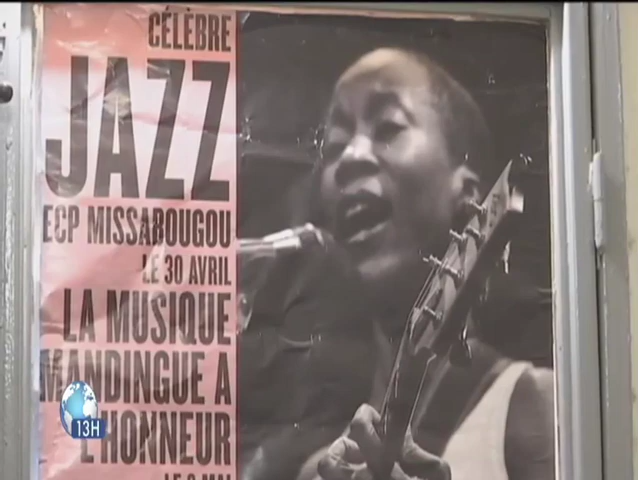 CÉLÈBRE
JAZZ
ECP MISSABOUGOU
LE 30 AVRIL
LA MUSIQUE
MANDINGUE A
L'HONNEUR
13H